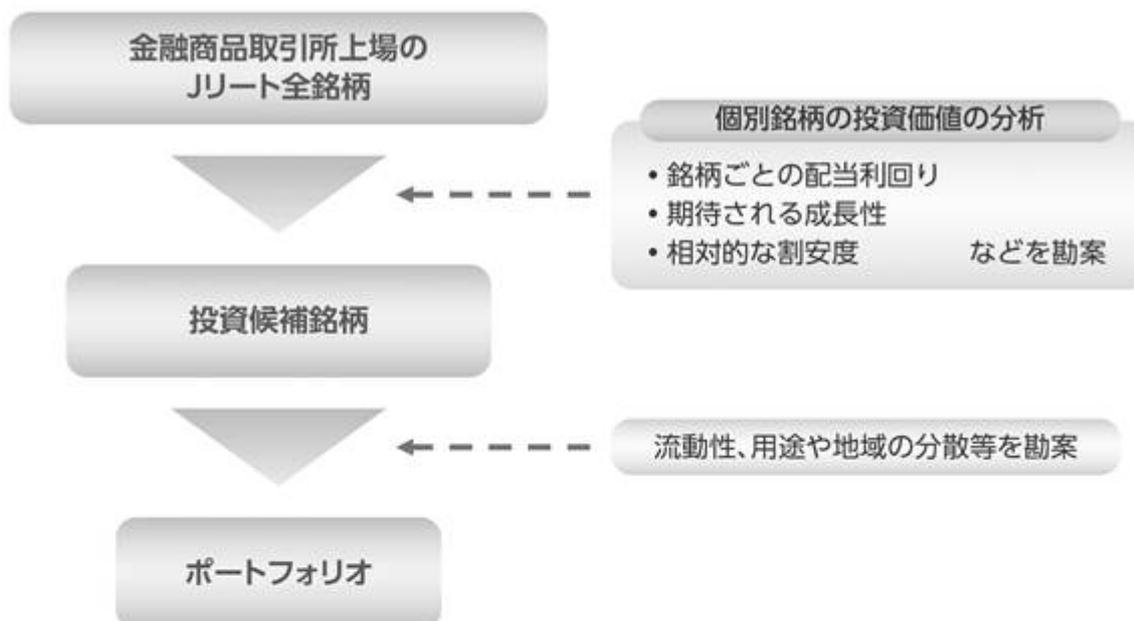 金融商品取引所上場の
Jリート全銘柄
個別銘柄の投資価値の分析
• 銘柄ごとの配当利回り
• 期待される成長性
• 相対的な割安度 などを勘案
投資候補銘柄
流動性、用途や地域の分散等を勘案
ポートフォリオ